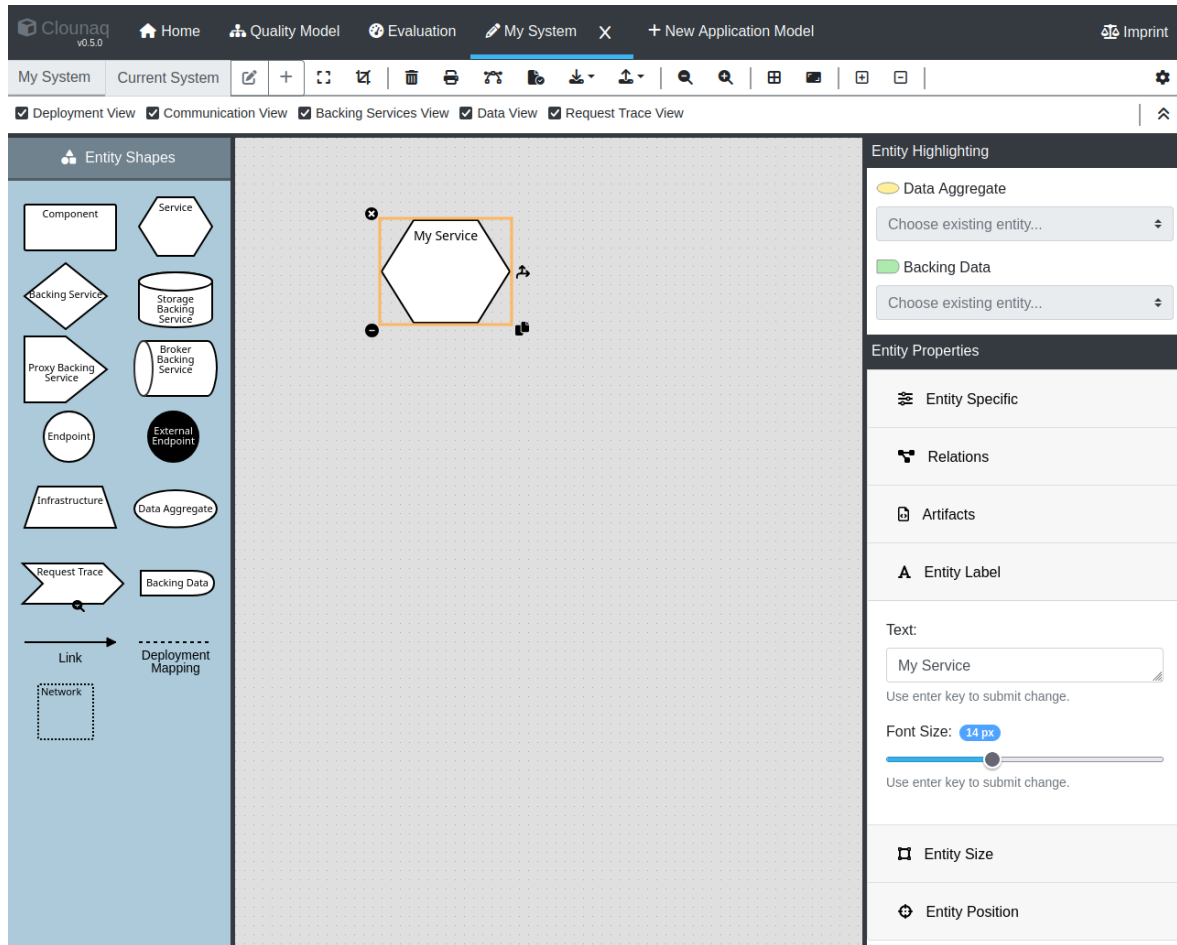 Clounaq
v0.5.0
Home
Quality Model
Evaluation
My System
X
+ New Application Model
Imprint
My System
Current System
Deployment View
Communication View
Backing Services View
Data View
Request Trace View
Entity Shapes
Component
Service
Backing Service
Storage
Backing
Service
Proxy Backing
Service
Broker
Backing
Service
Endpoint
External
Endpoint
Infrastructure
Data Aggregate
Request Trace
Backing Data
Link
Deployment
Mapping
Network
My Service
Entity Highlighting
Data Aggregate
Choose existing entity...
Backing Data
Choose existing entity...
Entity Properties
Entity Specific
Relations
Artifacts
Entity Label
Text:
My Service
Use enter key to submit change.
Font Size: 14 px
Use enter key to submit change.
Entity Size
Entity Position